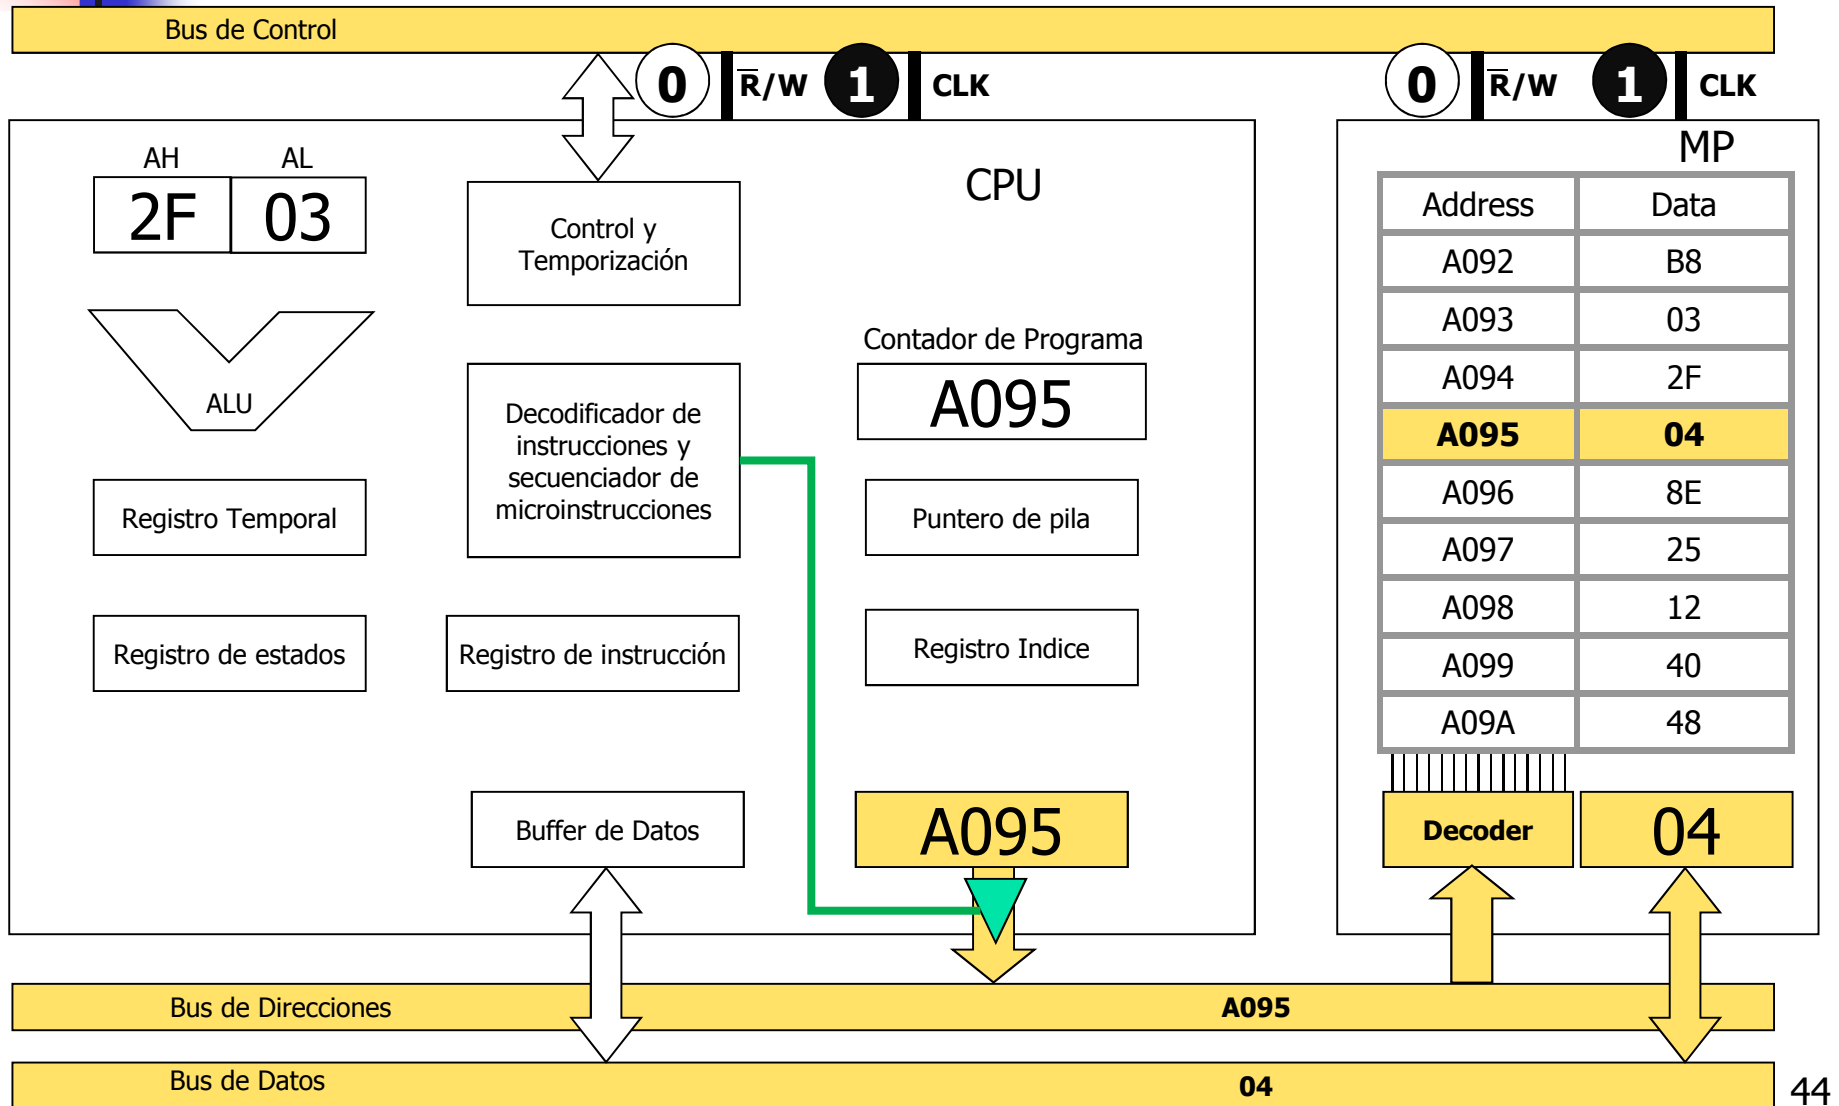 Bus de Control
0 R̅/W 1 CLK
0 R̅/W 1 CLK
AH AL
2F 03
Control y
Temporización
CPU
ALU
Decodificador de
instrucciones y
secuenciador de
microinstrucciones
Contador de Programa
A095
Registro Temporal
Puntero de pila
Registro de estados
Registro de instrucción
Registro Indice
Buffer de Datos
A095
MP
Address Data
A092 B8
A093 03
A094 2F
A095 04
A096 8E
A097 25
A098 12
A099 40
A09A 48
Decoder 04
Bus de Direcciones A095
Bus de Datos 04
44